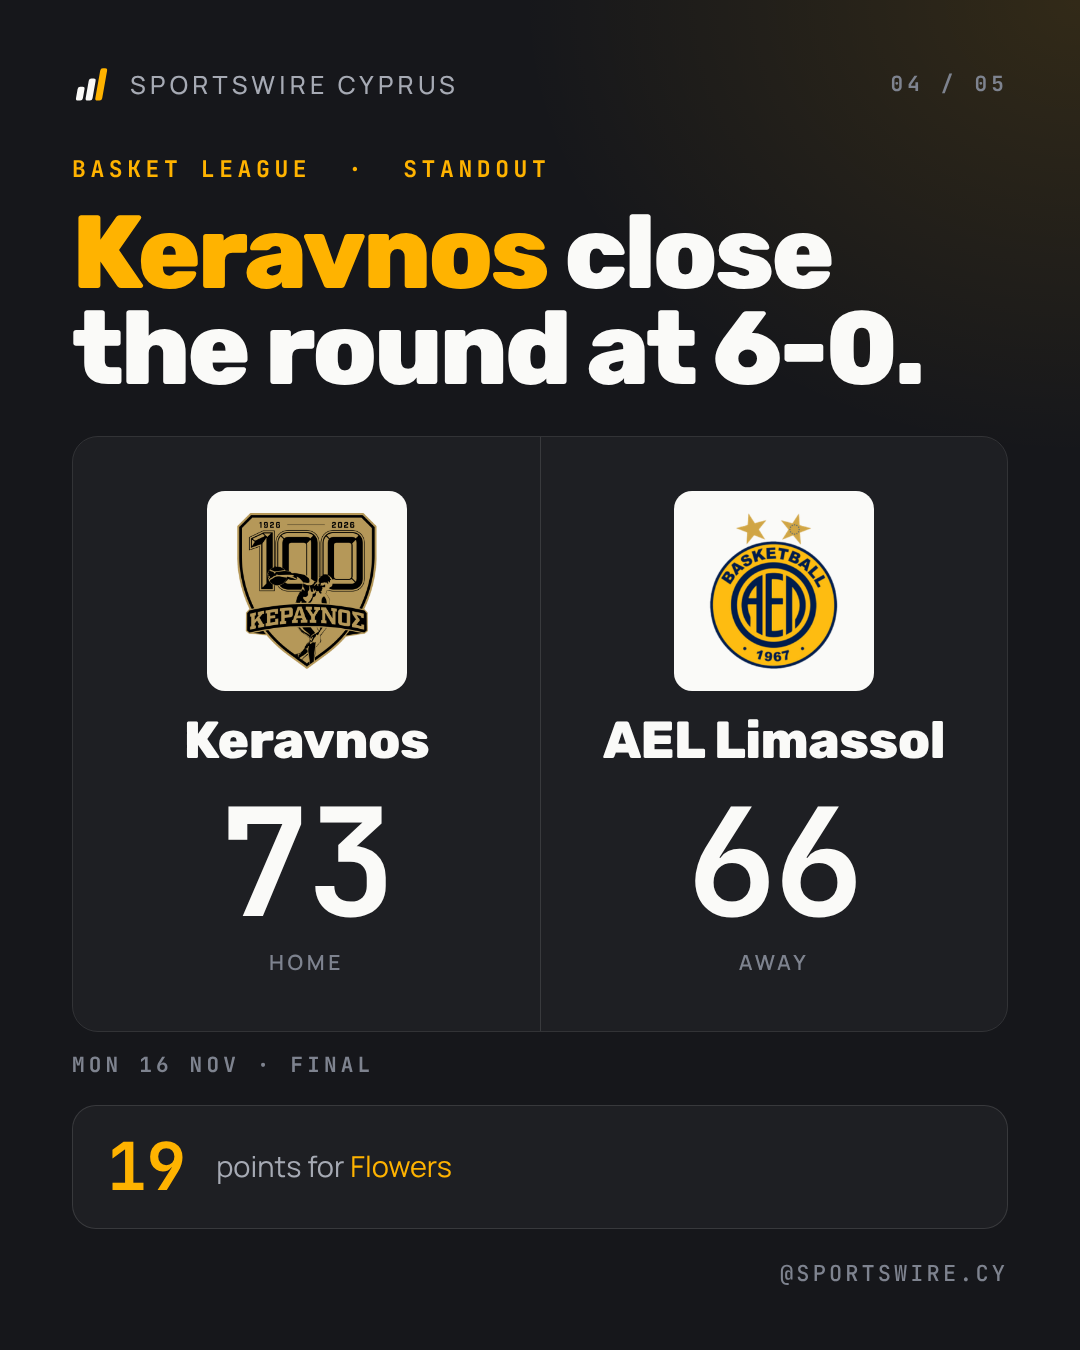 SPORTSWIRE CYPRUS
04 / 05
BASKET LEAGUE · STANDOUT
Keravnos close
the round at 6-0.
1926 2026
100
ΚΕΡΑΥΝΟΣ
BASKETBALL
AEΛ
· 1967 ·
Keravnos
AEL Limassol
73
66
HOME
AWAY
MON 16 NOV · FINAL
19 points for Flowers
@SPORTSWIRE.CY